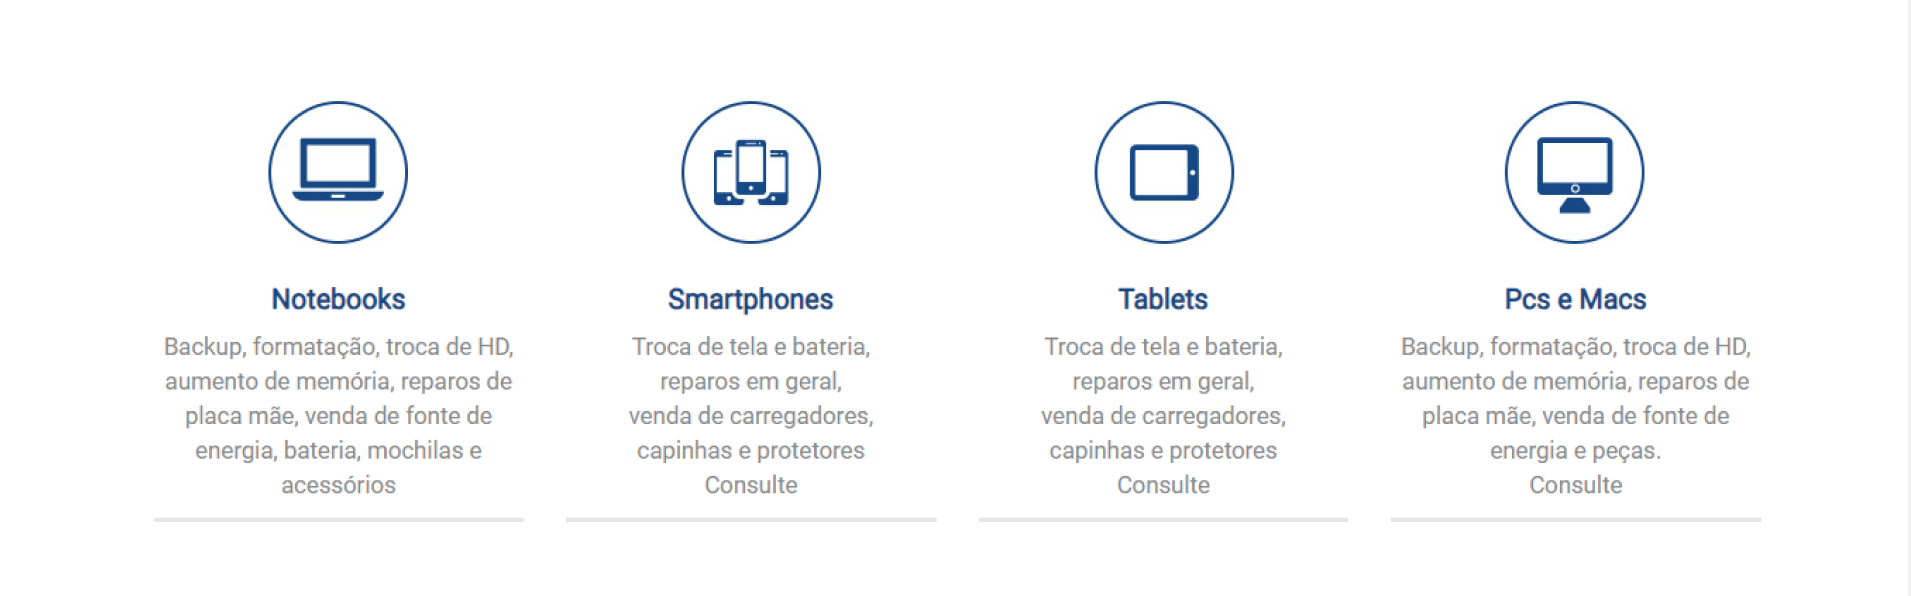 Notebooks
Backup, formatação, troca de HD,
aumento de memória, reparos de
placa mãe, venda de fonte de
energia, bateria, mochilas e
acessórios
Smartphones
Troca de tela e bateria,
reparos em geral,
venda de carregadores,
capinhas e protetores
Consulte
Tablets
Troca de tela e bateria,
reparos em geral,
venda de carregadores,
capinhas e protetores
Consulte
Pcs e Macs
Backup, formatação, troca de HD,
aumento de memória, reparos de
placa mãe, venda de fonte de
energia e peças.
Consulte